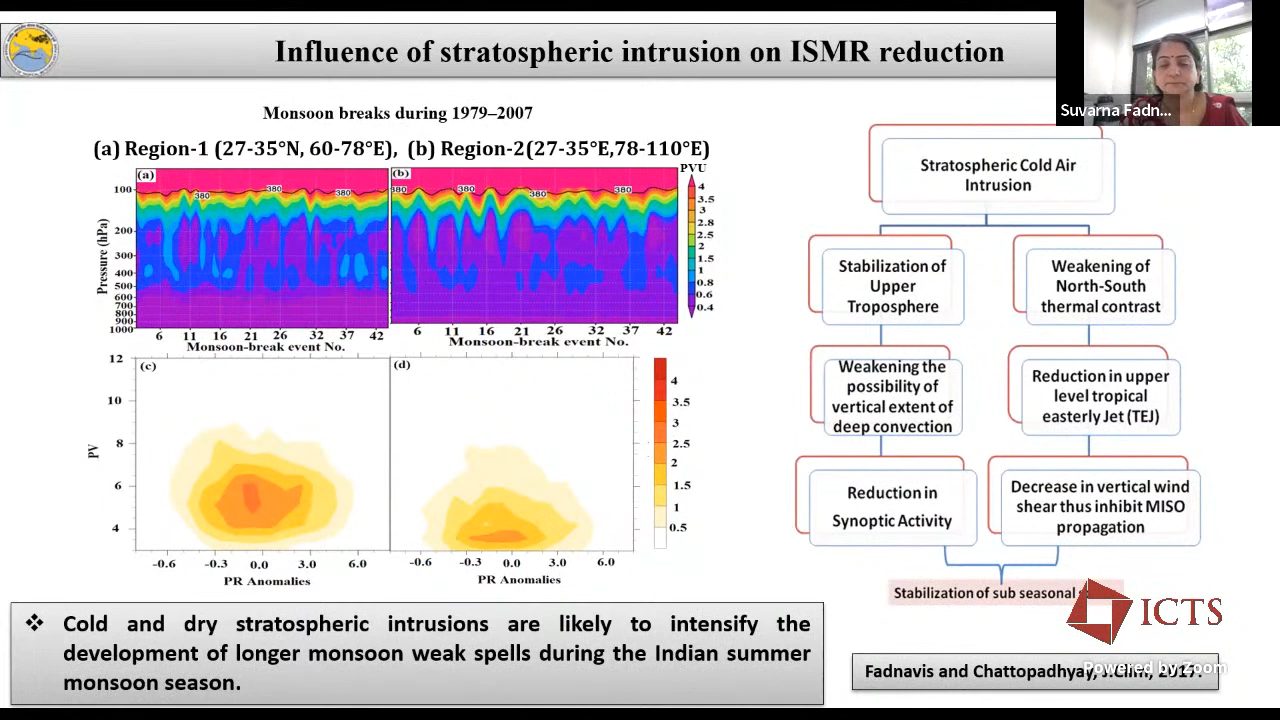 Influence of stratospheric intrusion on ISMR reduction
Suvarna Fadn...
Monsoon breaks during 1979–2007
(a) Region-1 (27-35°N, 60-78°E), (b) Region-2(27-35°E,78-110°E)
PVU
(a)
(b)
380
380
380
380
380
380
380
100
200
300
400
500
600
700
800
900
1000
Pressure (hPa)
6 11 16 21 26 32 37 42
Monsoon-break event No.
6 11 16 21 26 32 37 42
Monsoon-break event No.
4
3.5
3
2.8
2.5
2
1.5
1
0.8
0.6
0.4
(c)
(d)
12
10
8
6
4
PV
-0.6 -0.3 0.0 3.0 6.0
PR Anomalies
-0.6 -0.3 0.0 3.0 6.0
PR Anomalies
4
3.5
3
2.5
2
1.5
1
0.5
❖ Cold and dry stratospheric intrusions are likely to intensify the
development of longer monsoon weak spells during the Indian summer
monsoon season.
Stratospheric Cold Air
Intrusion
Stabilization of
Upper
Troposphere
Weakening of
North-South
thermal contrast
Weakening the
possibility of
vertical extent of
deep convection
Reduction in upper
level tropical
easterly Jet (TEJ)
Reduction in
Synoptic Activity
Decrease in vertical wind
shear thus inhibit MISO
propagation
Stabilization of sub seasonal
ICTS
Powered by Zoom
Fadnavis and Chattopadhyay, J.Clim, 2017.